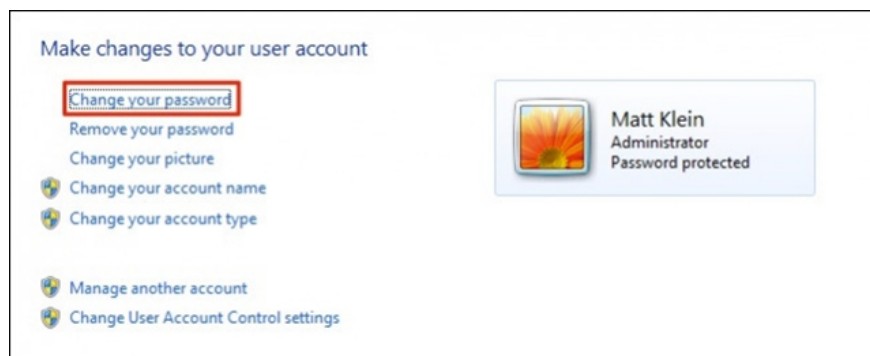 Make changes to your user account
Change your password
Remove your password
Change your picture
Change your account name
Change your account type
Manage another account
Change User Account Control settings
Matt Klein
Administrator
Password protected